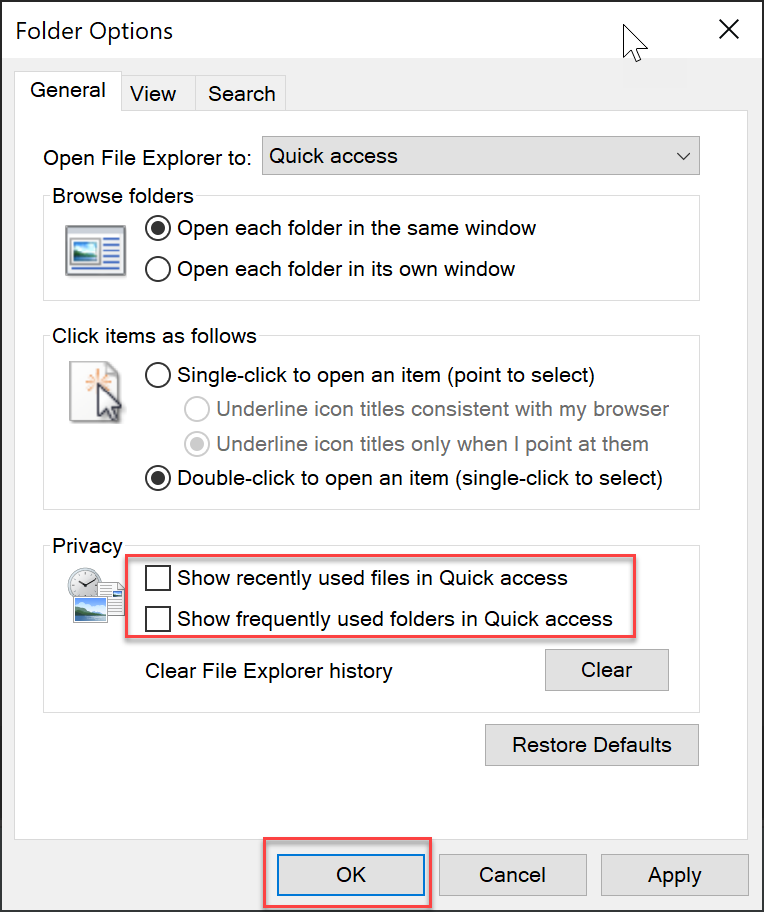 Folder Options
General
View
Search
Open File Explorer to:
Quick access
Browse folders
Open each folder in the same window
Open each folder in its own window
Click items as follows
Single-click to open an item (point to select)
Underline icon titles consistent with my browser
Underline icon titles only when I point at them
Double-click to open an item (single-click to select)
Privacy
Show recently used files in Quick access
Show frequently used folders in Quick access
Clear File Explorer history
Clear
Restore Defaults
OK
Cancel
Apply